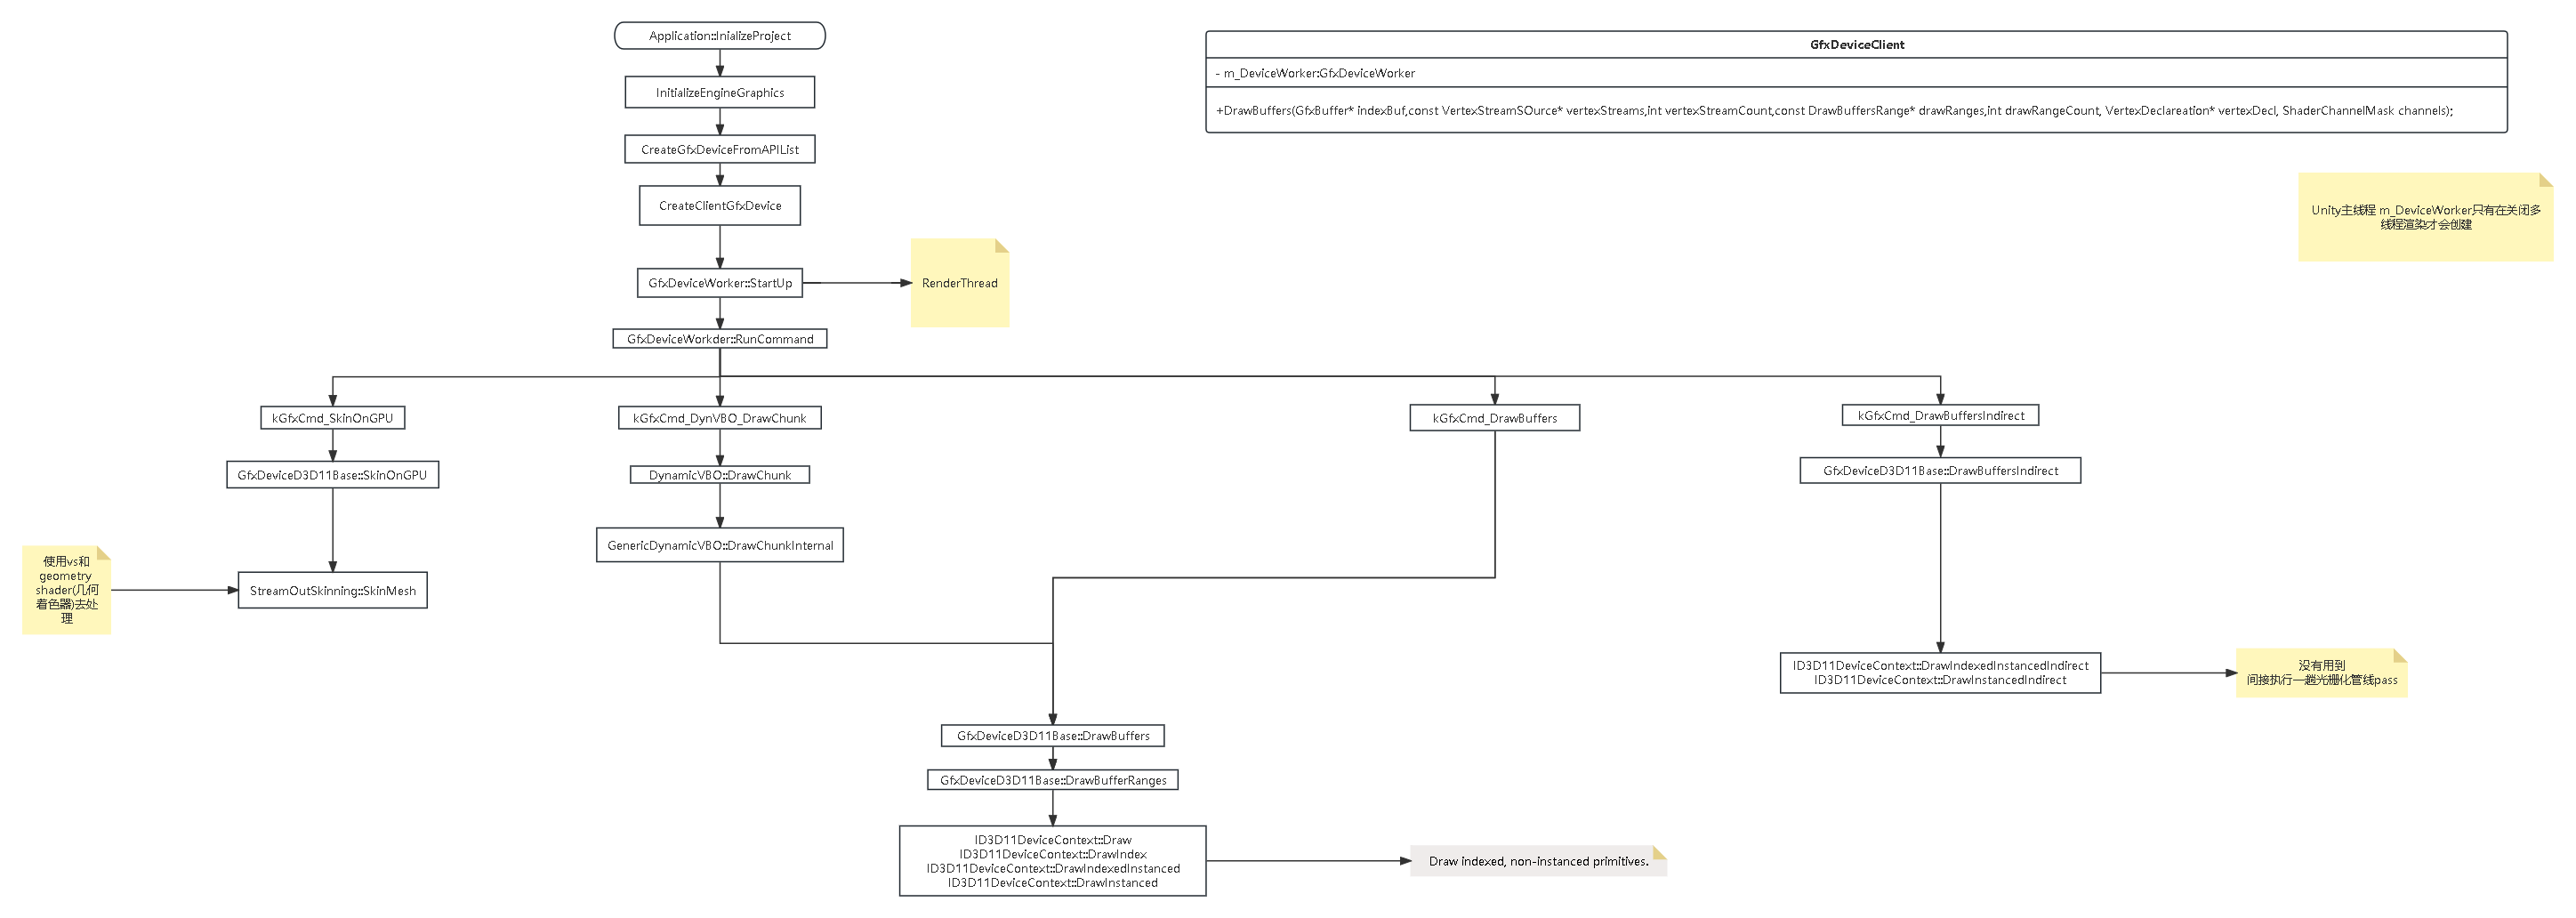 Application::InializeProject
InitializeEngineGraphics
CreateGfxDeviceFromAPIList
CreateClientGfxDevice
GfxDeviceWorker::StartUp
RenderThread
GfxDeviceWorkder::RunCommand
GfxDeviceClient
- m_DeviceWorker:GfxDeviceWorker
+DrawBuffers(GfxBuffer* indexBuf,const VertexStreamSOurce* vertexStreams,int vertexStreamCount,const DrawBuffersRange* drawRanges,int drawRangeCount, VertexDeclareation* vertexDecl, ShaderChannelMask channels);
Unity主线程 m_DeviceWorker只有在关闭多
线程渲染才会创建
kGfxCmd_SkinOnGPU
GfxDeviceD3D11Base::SkinOnGPU
使用vs和
geometry
shader(几何
着色器)去处
理
StreamOutSkinning::SkinMesh
kGfxCmd_DynVBO_DrawChunk
DynamicVBO::DrawChunk
GenericDynamicVBO::DrawChunkInternal
kGfxCmd_DrawBuffers
kGfxCmd_DrawBuffersIndirect
GfxDeviceD3D11Base::DrawBuffersIndirect
ID3D11DeviceContext::DrawIndexedInstancedIndirect
ID3D11DeviceContext::DrawInstancedIndirect
没有用到
间接执行一趟光栅化管线pass
GfxDeviceD3D11Base::DrawBuffers
GfxDeviceD3D11Base::DrawBufferRanges
ID3D11DeviceContext::Draw
ID3D11DeviceContext::DrawIndex
ID3D11DeviceContext::DrawIndexedInstanced
ID3D11DeviceContext::DrawInstanced
Draw indexed, non-instanced primitives.